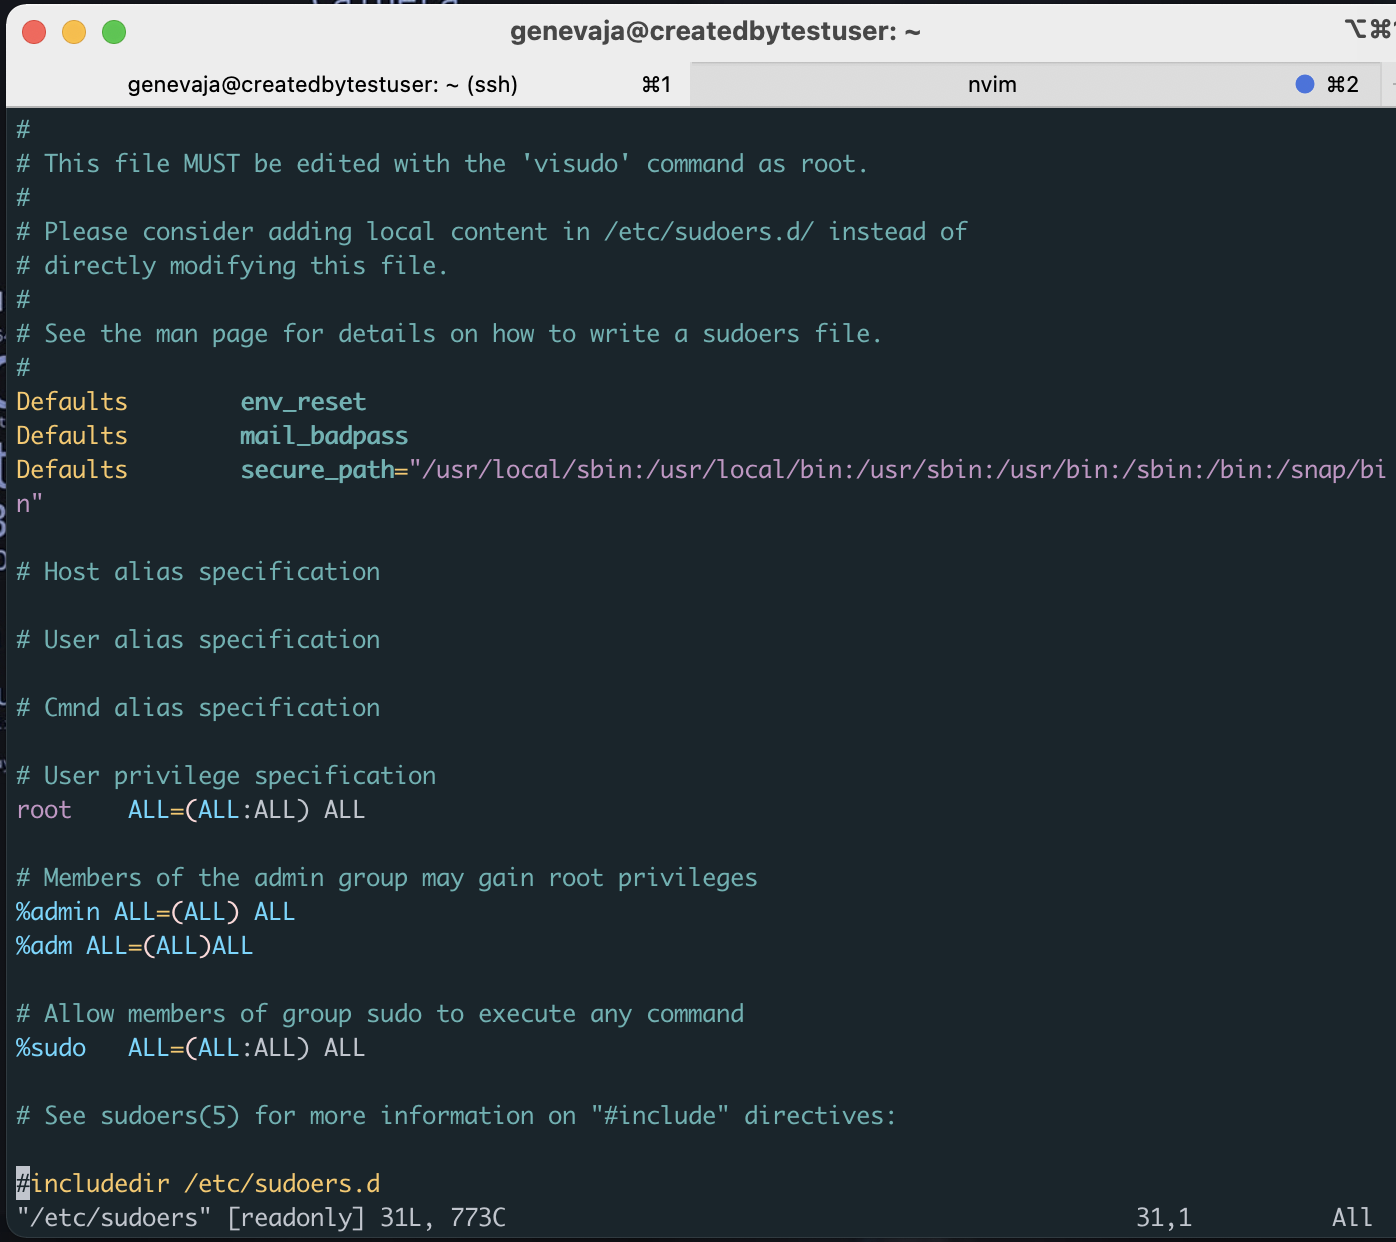 genevaja@createdbytestuser: ~
⌥⌘
genevaja@createdbytestuser: ~ (ssh) ⌘1 nvim ⌘2
#
# This file MUST be edited with the 'visudo' command as root.
#
# Please consider adding local content in /etc/sudoers.d/ instead of
# directly modifying this file.
#
# See the man page for details on how to write a sudoers file.
#
Defaults        env_reset
Defaults        mail_badpass
Defaults        secure_path="/usr/local/sbin:/usr/local/bin:/usr/sbin:/usr/bin:/sbin:/bin:/snap/bi
n"
# Host alias specification
# User alias specification
# Cmnd alias specification
# User privilege specification
root    ALL=(ALL:ALL) ALL
# Members of the admin group may gain root privileges
%admin ALL=(ALL) ALL
%adm ALL=(ALL)ALL
# Allow members of group sudo to execute any command
%sudo   ALL=(ALL:ALL) ALL
# See sudoers(5) for more information on "#include" directives:
#includedir /etc/sudoers.d
"/etc/sudoers" [readonly] 31L, 773C 31,1 All